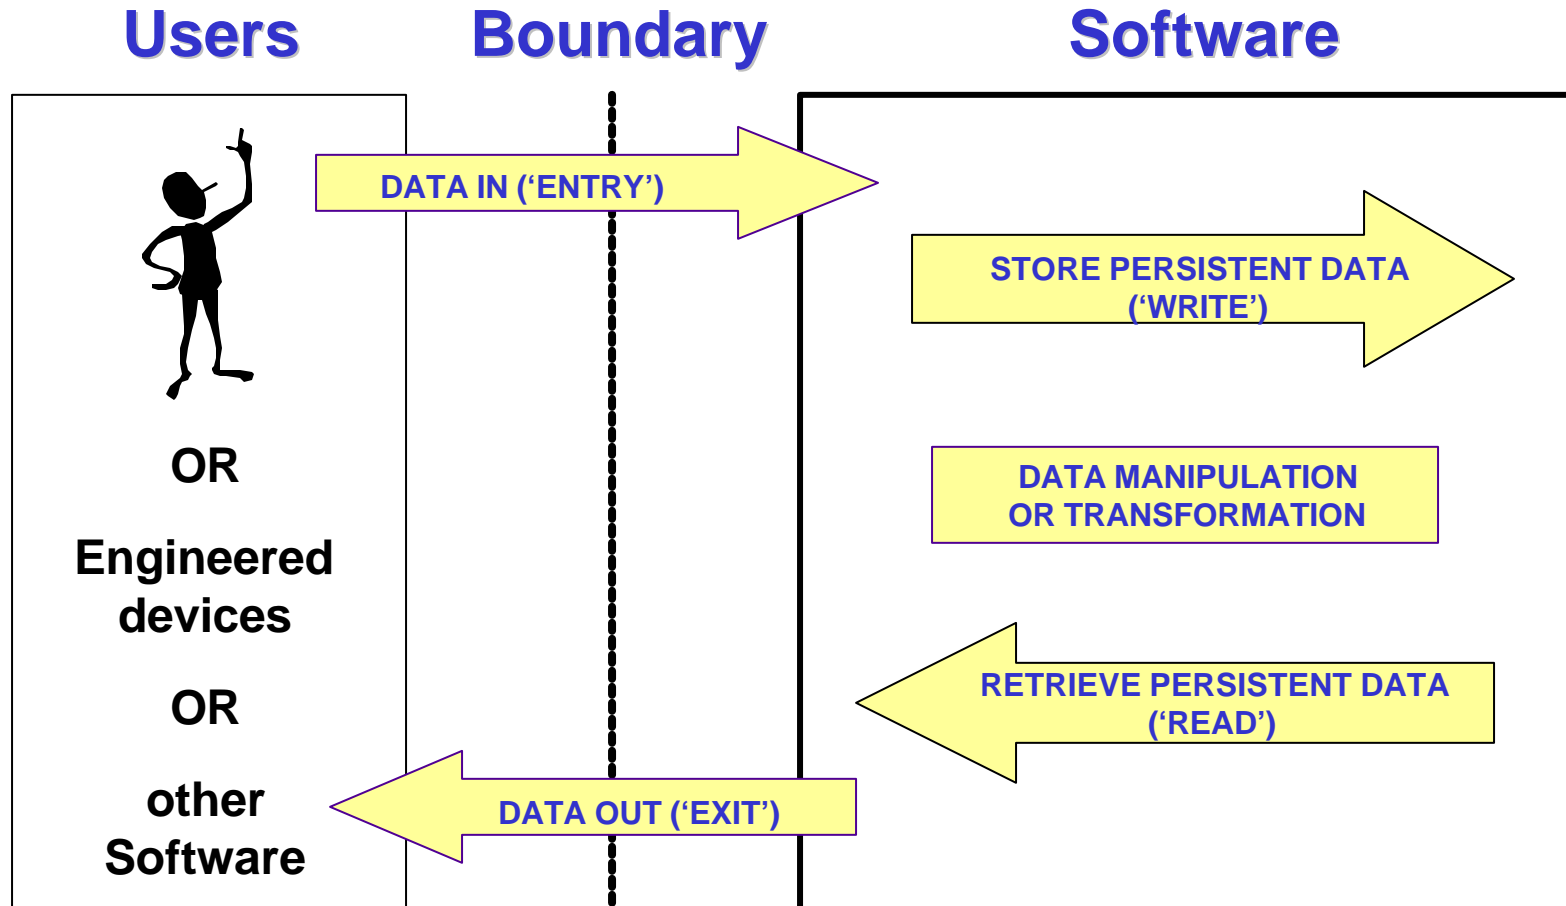 Users
Boundary
Software
DATA IN (‘ENTRY’)
STORE PERSISTENT DATA
(‘WRITE’)
OR
DATA MANIPULATION
OR TRANSFORMATION
Engineered
devices
OR
RETRIEVE PERSISTENT DATA
(‘READ’)
other
Software
DATA OUT (‘EXIT’)